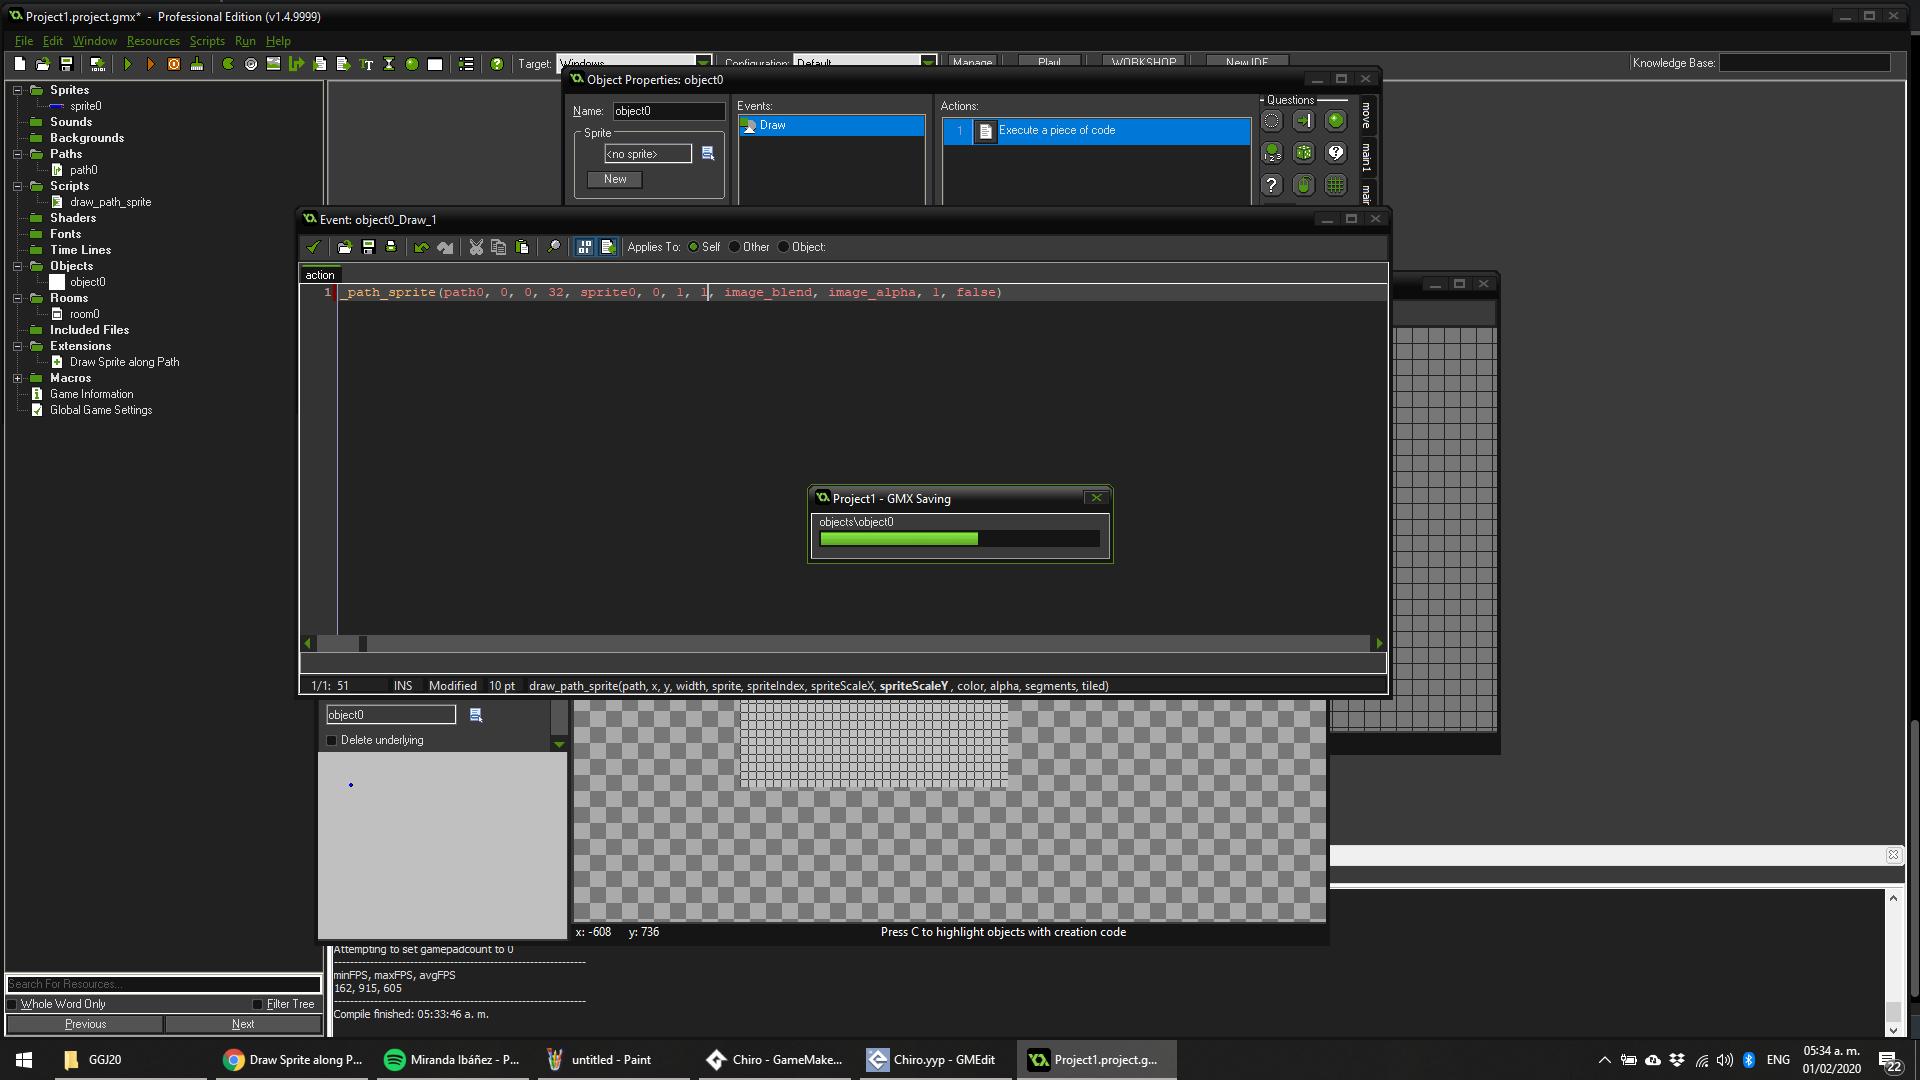 Project1.project.gmx* - Professional Edition (v1.4.9999)
File Edit Window Resources Scripts Run Help
Target: Windows Configuration: Default Manage Play! WORKSHOP New IDE Knowledge Base:
Sprites
sprite0
Sounds
Backgrounds
Paths
path0
Scripts
draw_path_sprite
Shaders
Fonts
Time Lines
Objects
object0
Rooms
room0
Included Files
Extensions
Draw Sprite along Path
Macros
Game Information
Global Game Settings
Search For Resources...
Whole Word Only Filter Tree
Previous Next
Object Properties: object0
Name: object0
Sprite
<no sprite>
New
Events:
Draw
Actions:
1 Execute a piece of code
Questions
move
main1
Event: object0_Draw_1
Applies To: Self Other Object:
action
1 _path_sprite(path0, 0, 0, 32, sprite0, 0, 1, 1, image_blend, image_alpha, 1, false)
Project1 - GMX Saving
objects\object0
1/1: 51 INS Modified 10 pt draw_path_sprite(path, x, y, width, sprite, spriteIndex, spriteScaleX, spriteScaleY , color, alpha, segments, tiled)
object0
Delete underlying
x: -608 y: 736 Press C to highlight objects with creation code
Attempting to set gamepadcount to 0
minFPS, maxFPS, avgFPS
162, 915, 605
Compile finished: 05:33:46 a. m.
GGJ20 Draw Sprite along P... Miranda Ibáñez - P... untitled - Paint Chiro - GameMake... Chiro.yyp - GMEdit Project1.project.g... ENG 05:34 a. m.
01/02/2020
22